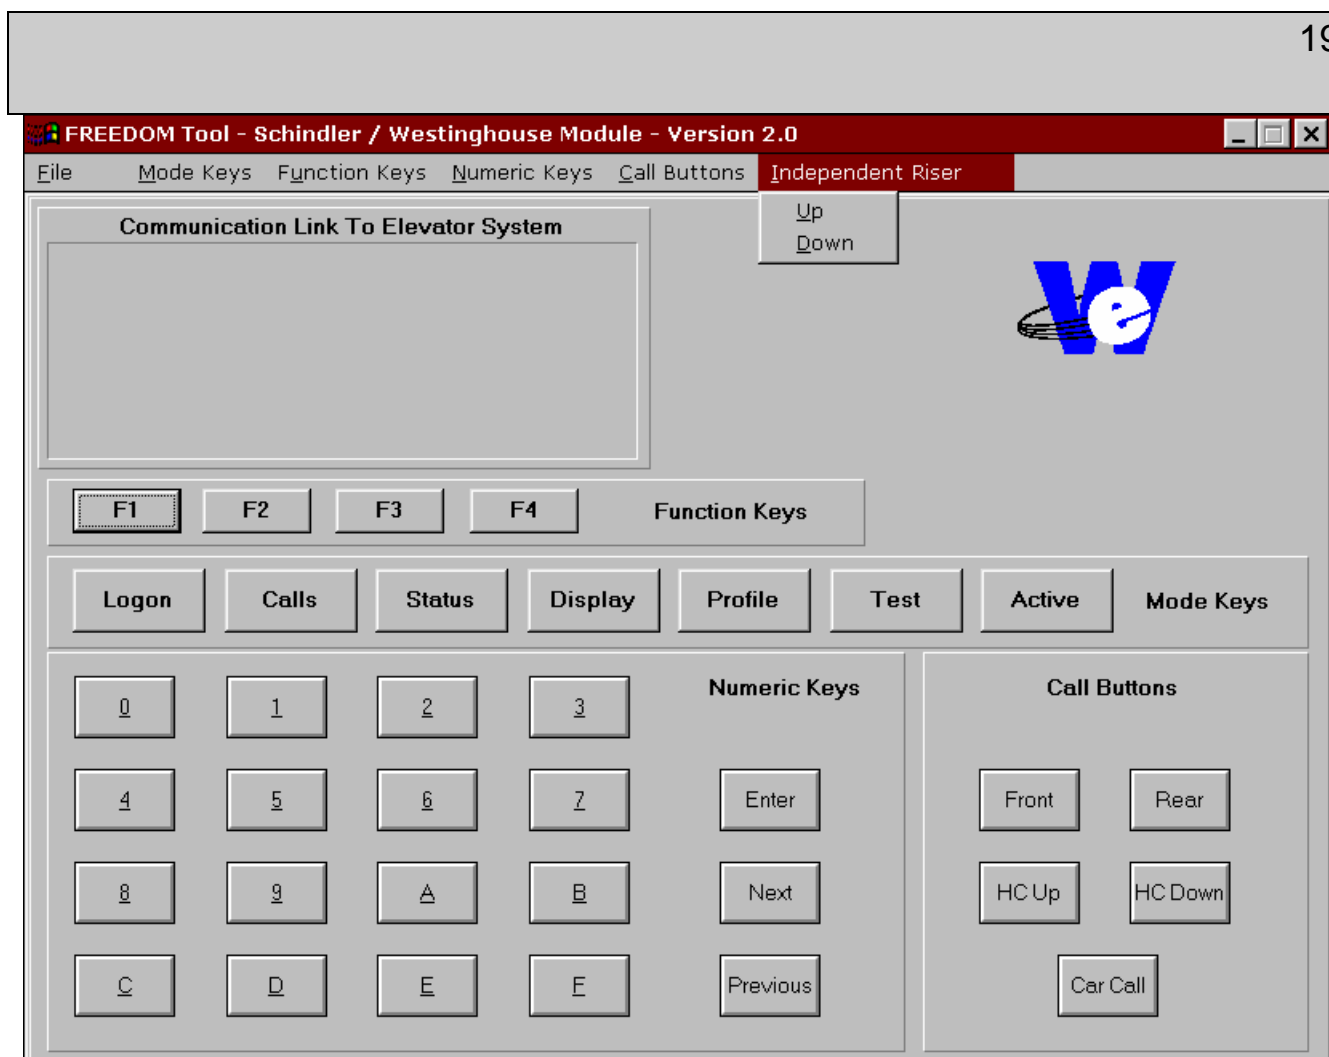 19
FREEDOM Tool - Schindler / Westinghouse Module - Version 2.0
File Mode Keys Function Keys Numeric Keys Call Buttons Independent Riser
Up
Down
Communication Link To Elevator System
We
F1 F2 F3 F4 Function Keys
Logon Calls Status Display Profile Test Active Mode Keys
Numeric Keys
0 1 2 3
4 5 6 7 Enter
8 9 A B Next
C D E F Previous
Call Buttons
Front Rear
HC Up HC Down
Car Call